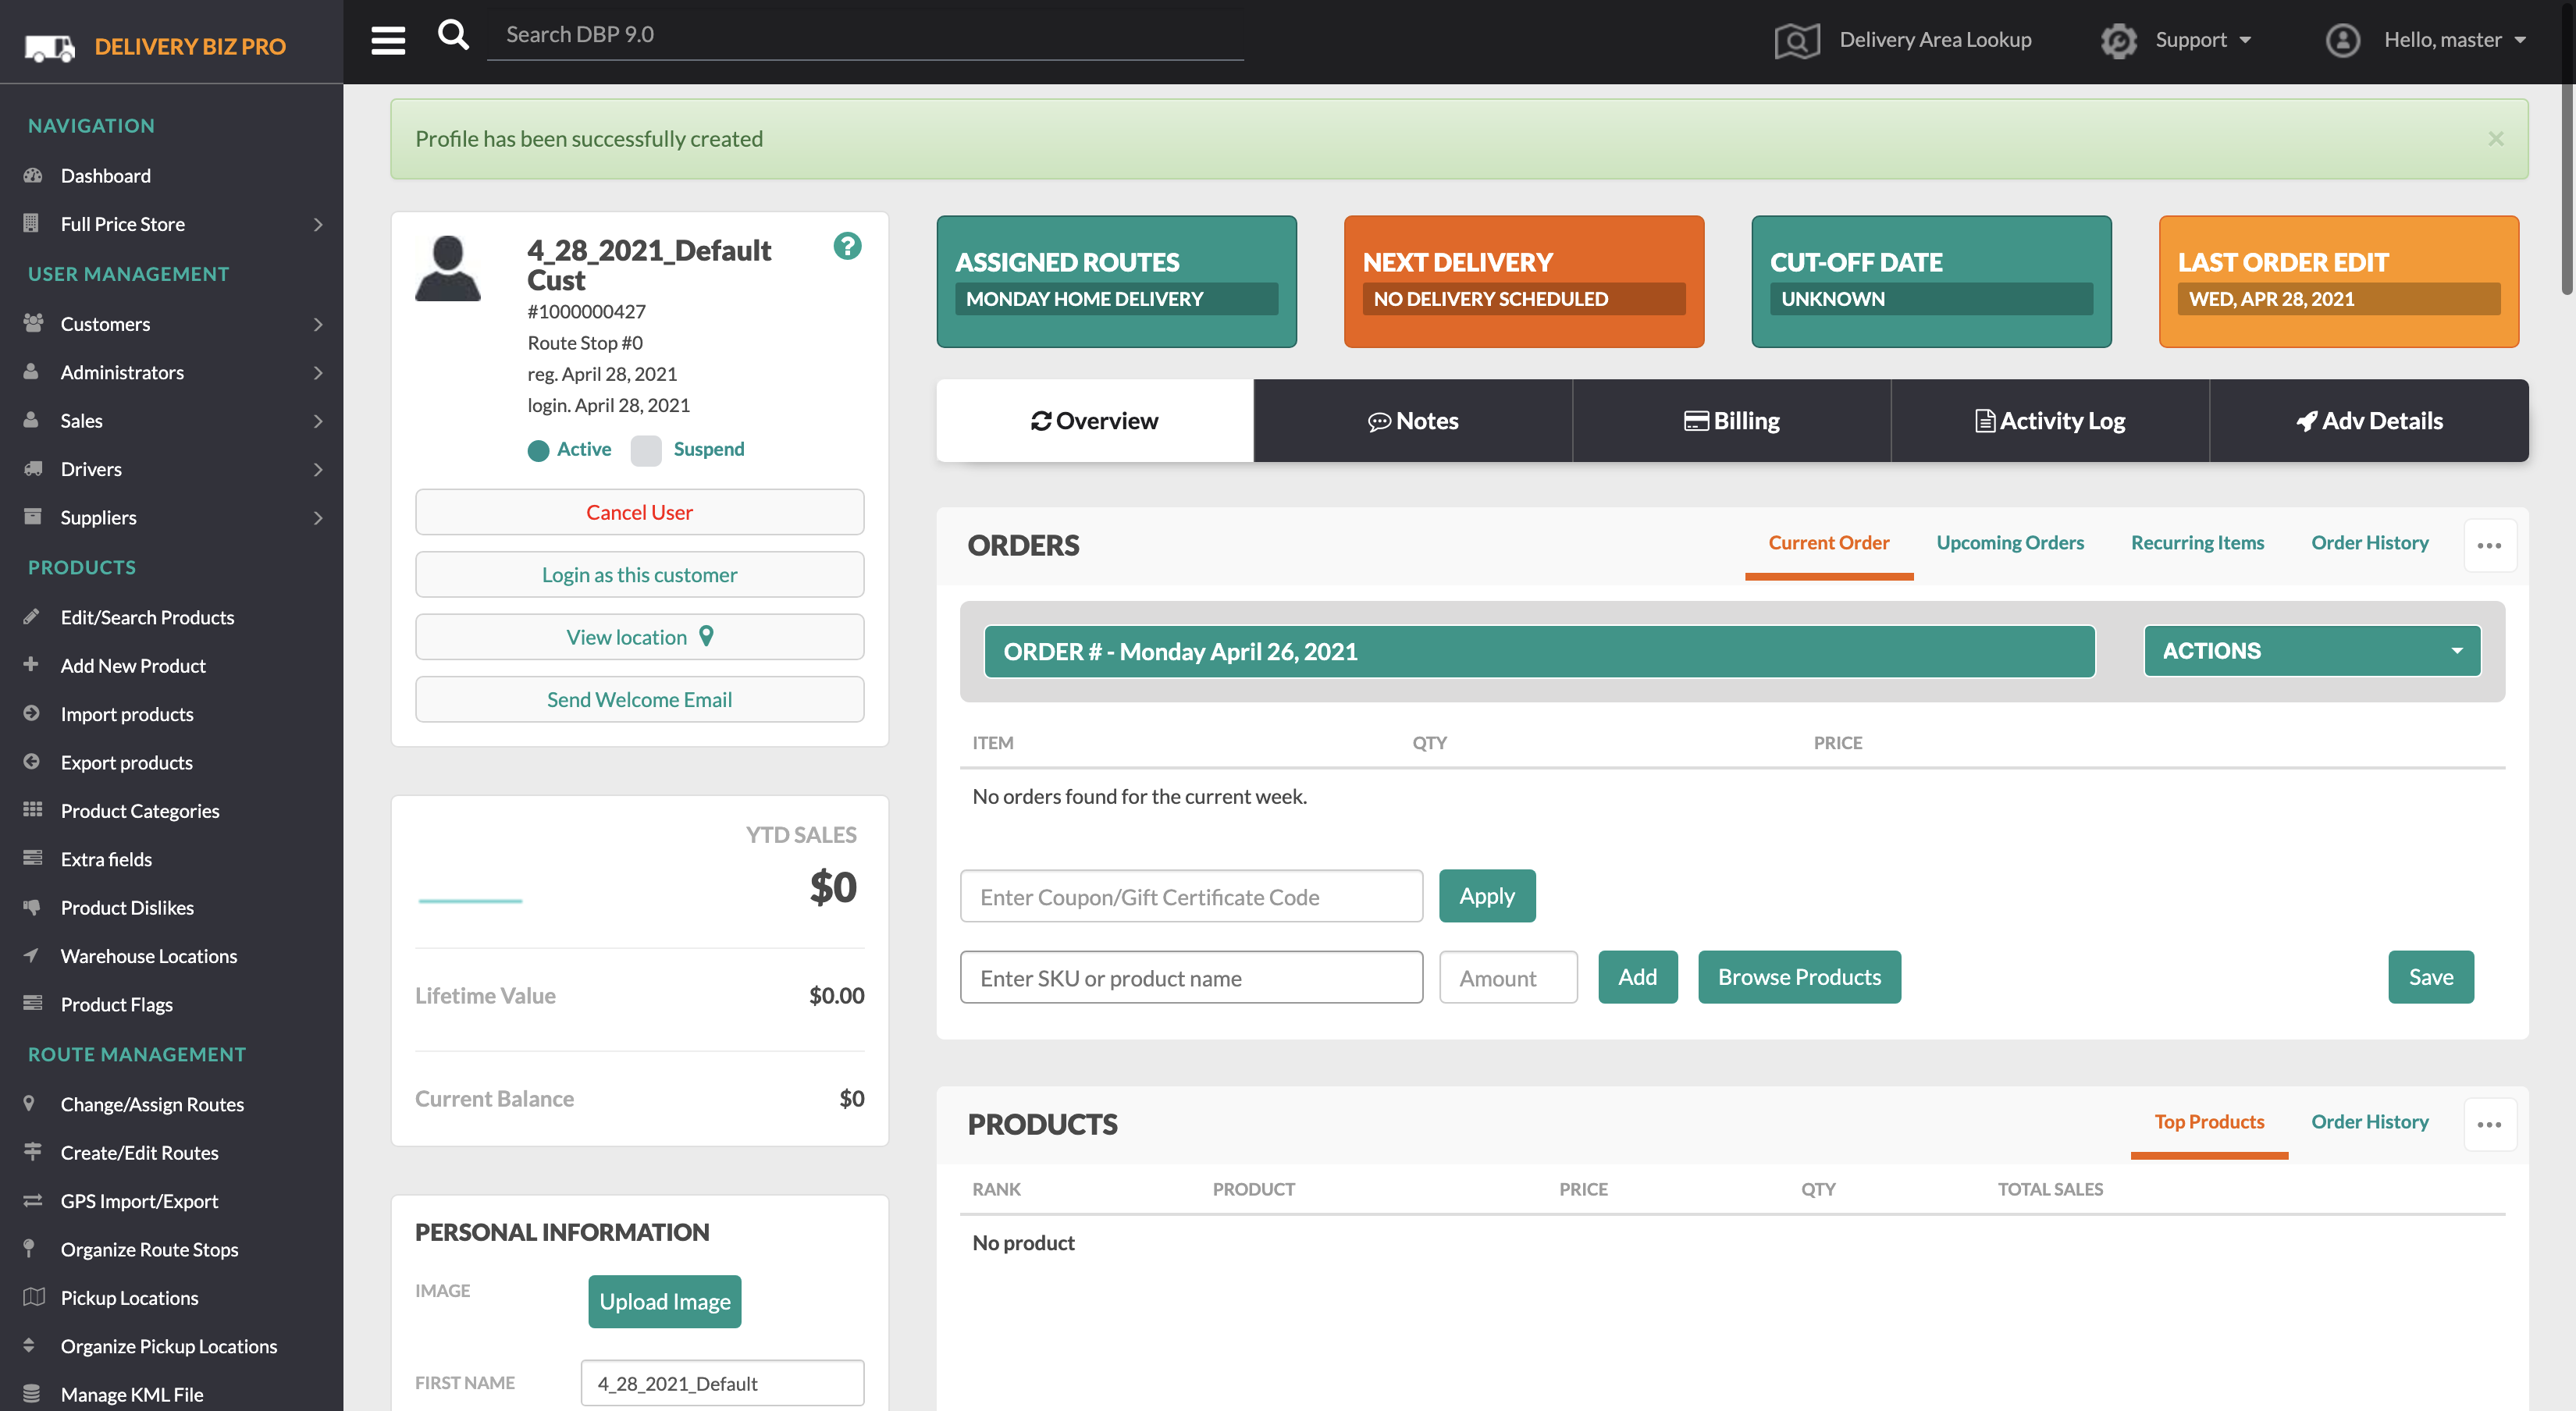 DELIVERY BIZ PRO
Search DBP 9.0
Delivery Area Lookup
Support
Hello, master
NAVIGATION
Dashboard
Full Price Store
USER MANAGEMENT
Customers
Administrators
Sales
Drivers
Suppliers
PRODUCTS
Edit/Search Products
Add New Product
Import products
Export products
Product Categories
Extra fields
Product Dislikes
Warehouse Locations
Product Flags
ROUTE MANAGEMENT
Change/Assign Routes
Create/Edit Routes
GPS Import/Export
Organize Route Stops
Pickup Locations
Organize Pickup Locations
Manage KML File
Profile has been successfully created
×
4_28_2021_Default
Cust
?
#1000000427
Route Stop #0
reg. April 28, 2021
login. April 28, 2021
Active Suspend
Cancel User
Login as this customer
View location
Send Welcome Email
YTD SALES
$0
Lifetime Value $0.00
Current Balance $0
PERSONAL INFORMATION
IMAGE Upload Image
FIRST NAME 4_28_2021_Default
ASSIGNED ROUTES
MONDAY HOME DELIVERY
NEXT DELIVERY
NO DELIVERY SCHEDULED
CUT-OFF DATE
UNKNOWN
LAST ORDER EDIT
WED, APR 28, 2021
Overview Notes Billing Activity Log Adv Details
ORDERS Current Order Upcoming Orders Recurring Items Order History ...
ORDER # - Monday April 26, 2021 ACTIONS
ITEM QTY PRICE
No orders found for the current week.
Enter Coupon/Gift Certificate Code Apply
Enter SKU or product name Amount Add Browse Products Save
PRODUCTS Top Products Order History ...
RANK PRODUCT PRICE QTY TOTAL SALES
No product